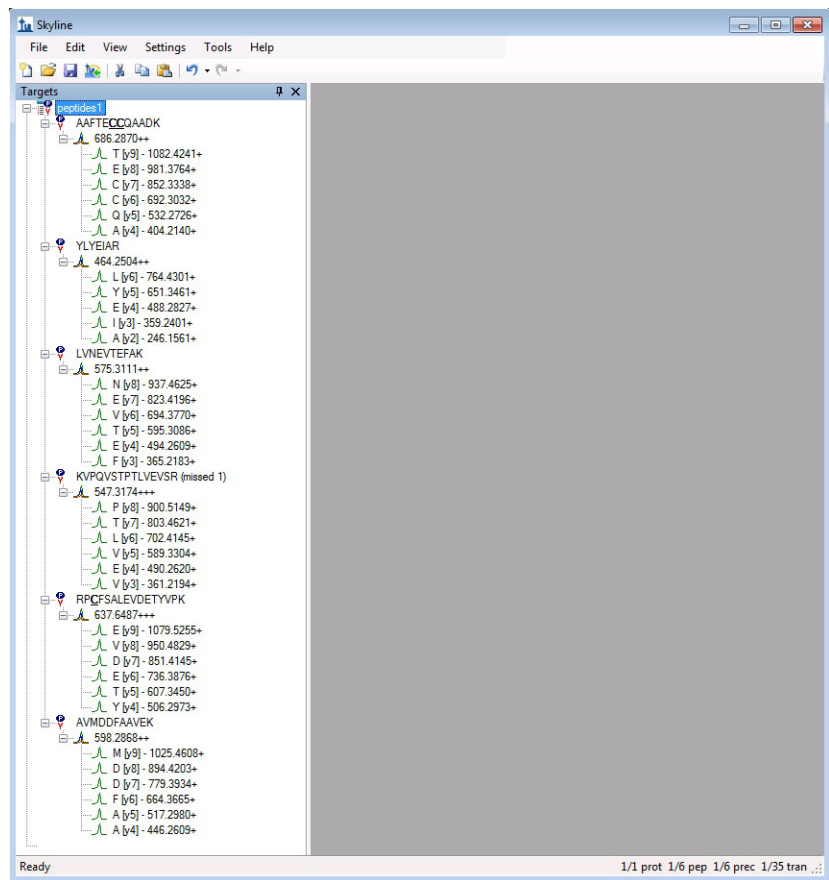 Skyline
File Edit View Settings Tools Help
Targets
peptides1
AAFTECCQAADK
686.2870++
T [y9] - 1082.4241+
E [y8] - 981.3764+
C [y7] - 852.3338+
C [y6] - 692.3032+
Q [y5] - 532.2726+
A [y4] - 404.2140+
YLYEIAR
464.2504++
L [y6] - 764.4301+
Y [y5] - 651.3461+
E [y4] - 488.2827+
I [y3] - 359.2401+
A [y2] - 246.1561+
LVNEVTEFAK
575.3111++
N [y8] - 937.4625+
E [y7] - 823.4196+
V [y6] - 694.3770+
T [y5] - 595.3086+
E [y4] - 494.2609+
F [y3] - 365.2183+
KVPQVSTPTLVEVSR (missed 1)
547.3174+++
P [y8] - 900.5149+
T [y7] - 803.4621+
L [y6] - 702.4145+
V [y5] - 589.3304+
E [y4] - 490.2620+
V [y3] - 361.2194+
RPCFSALEVDETYVPK
637.6487+++
E [y9] - 1079.5255+
V [y8] - 950.4829+
D [y7] - 851.4145+
E [y6] - 736.3876+
T [y5] - 607.3450+
Y [y4] - 506.2973+
AVMDDFAAVEK
598.2868++
M [y9] - 1025.4608+
D [y8] - 894.4203+
D [y7] - 779.3934+
F [y6] - 664.3665+
A [y5] - 517.2980+
A [y4] - 446.2609+
Ready 1/1 prot 1/6 pep 1/6 prec 1/35 tran